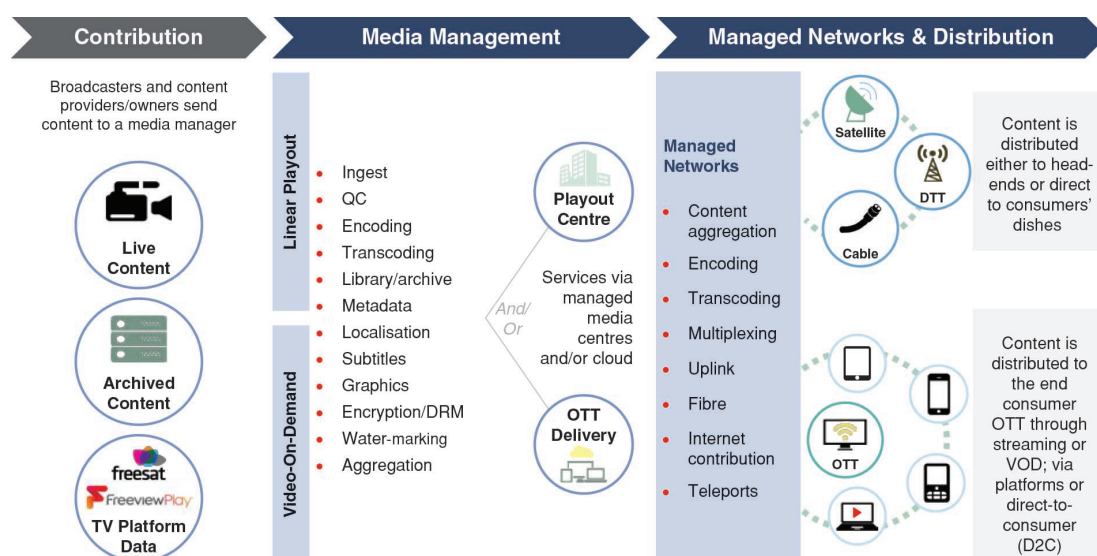 Contribution
Broadcasters and content
providers/owners send
content to a media manager
Live
Content
Archived
Content
freesat
FreeviewPlay
TV Platform
Data
Media Management
Linear Playout
Video-On-Demand
• Ingest
• QC
• Encoding
• Transcoding
• Library/archive
• Metadata
• Localisation
• Subtitles
• Graphics
• Encryption/DRM
• Water-marking
• Aggregation
Playout
Centre
And/
Or
Services via
managed
media
centres
and/or cloud
OTT
Delivery
Managed Networks & Distribution
Managed
Networks
• Content
aggregation
• Encoding
• Transcoding
• Multiplexing
• Uplink
• Fibre
• Internet
contribution
• Teleports
Satellite
DTT
Cable
Content is
distributed
either to head-
ends or direct
to consumers’
dishes
OTT
Content is
distributed to
the end
consumer
OTT through
streaming or
VOD; via
platforms or
direct-to-
consumer
(D2C)